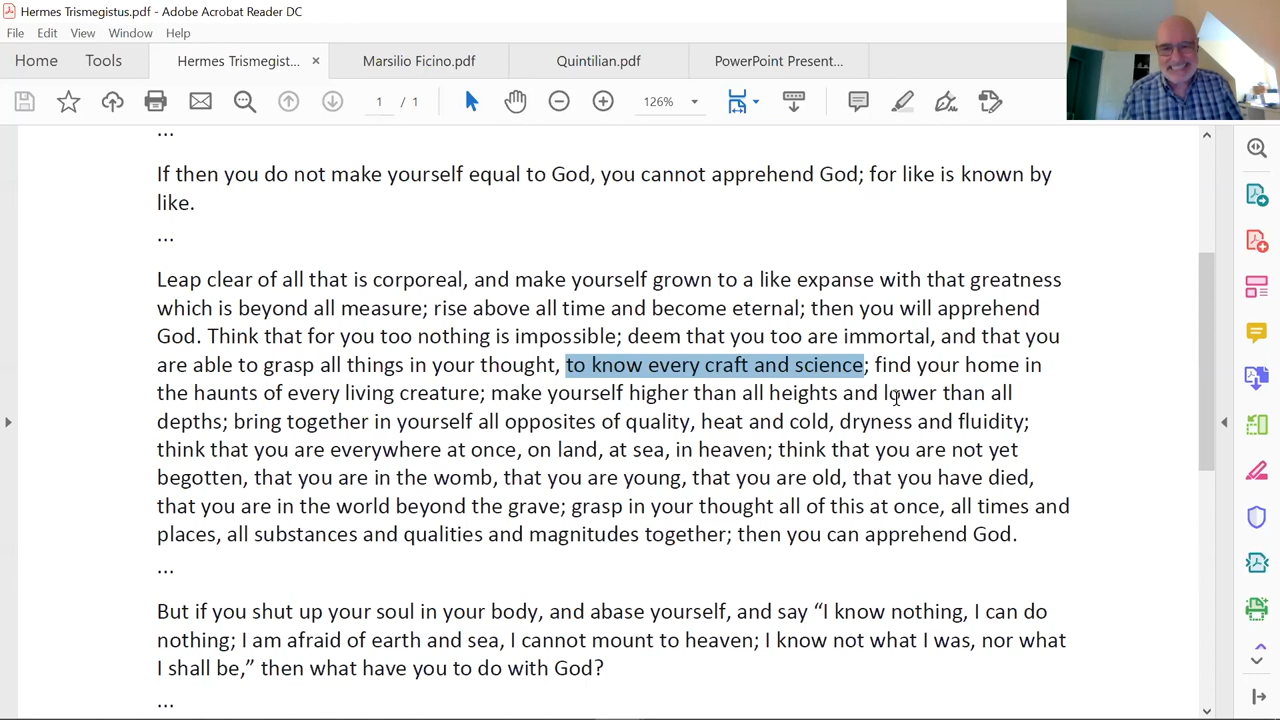 Hermes Trismegistus.pdf - Adobe Acrobat Reader DC
File Edit View Window Help
Home Tools Hermes Trismegist... × Marsilio Ficino.pdf Quintilian.pdf PowerPoint Present...
1 / 1 126%
...
If then you do not make yourself equal to God, you cannot apprehend God; for like is known by
like.
...
Leap clear of all that is corporeal, and make yourself grown to a like expanse with that greatness
which is beyond all measure; rise above all time and become eternal; then you will apprehend
God. Think that for you too nothing is impossible; deem that you too are immortal, and that you
are able to grasp all things in your thought, to know every craft and science; find your home in
the haunts of every living creature; make yourself higher than all heights and lower than all
depths; bring together in yourself all opposites of quality, heat and cold, dryness and fluidity;
think that you are everywhere at once, on land, at sea, in heaven; think that you are not yet
begotten, that you are in the womb, that you are young, that you are old, that you have died,
that you are in the world beyond the grave; grasp in your thought all of this at once, all times and
places, all substances and qualities and magnitudes together; then you can apprehend God.
...
But if you shut up your soul in your body, and abase yourself, and say “I know nothing, I can do
nothing; I am afraid of earth and sea, I cannot mount to heaven; I know not what I was, nor what
I shall be,” then what have you to do with God?
...